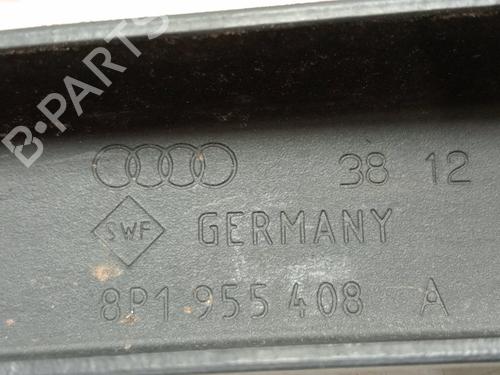 B-PARTS
38 12
SWF GERMANY
8P1 955 408 A